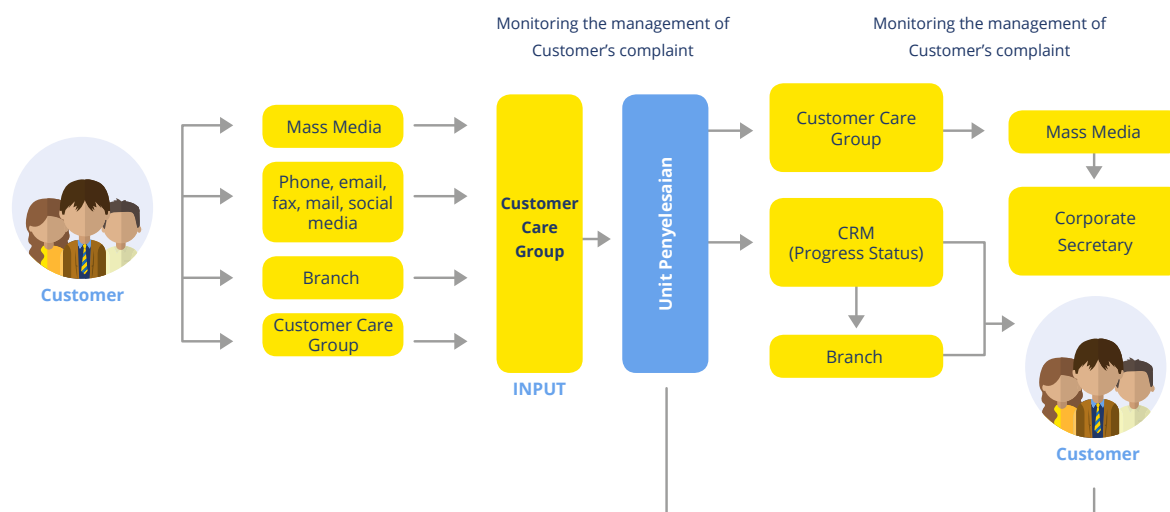 Monitoring the management of
Customer’s complaint
Monitoring the management of
Customer’s complaint
Customer
Mass Media
Phone, email,
fax, mail, social
media
Branch
Customer Care
Group
Customer
Care
Group
INPUT
Unit Penyelesaian
Customer Care
Group
CRM
(Progress Status)
Branch
Mass Media
Corporate
Secretary
Customer